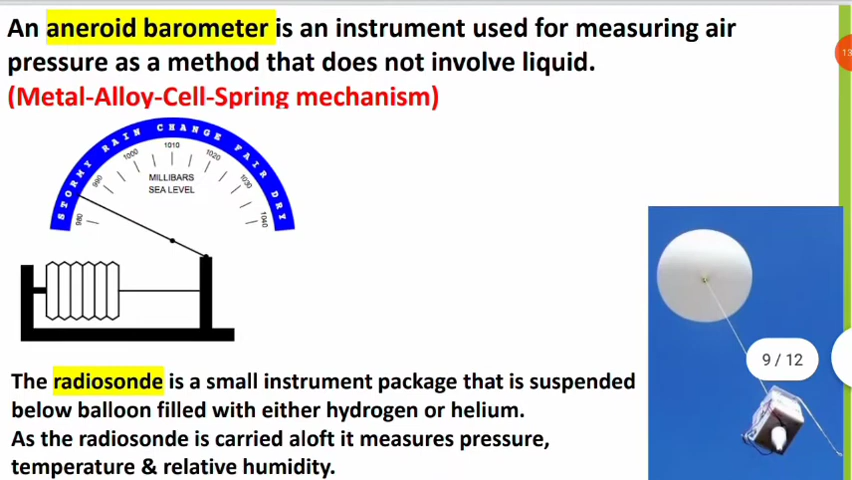 An aneroid barometer is an instrument used for measuring air
pressure as a method that does not involve liquid.
(Metal-Alloy-Cell-Spring mechanism)
STORMY RAIN CHANGE FAIR DRY
980 990 1000 1010 1020 1030 1040
MILLIBARS
SEA LEVEL
13
9 / 12
The radiosonde is a small instrument package that is suspended
below balloon filled with either hydrogen or helium.
As the radiosonde is carried aloft it measures pressure,
temperature & relative humidity.